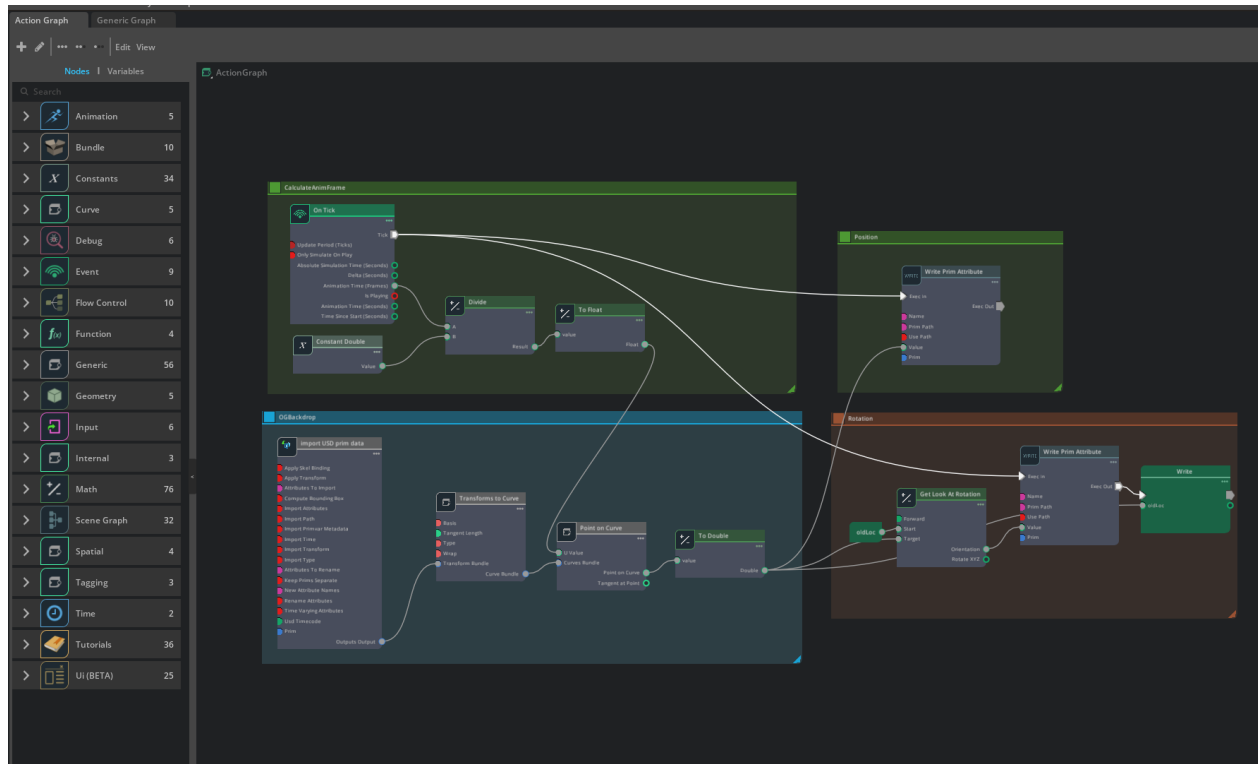 Action Graph
Generic Graph
Edit View
Nodes | Variables
ActionGraph
Search
Animation 5
Bundle 10
Constants 34
Curve 5
Debug 6
Event 9
Flow Control 10
Function 4
Generic 56
Geometry 5
Input 6
Internal 3
Math 76
Scene Graph 32
Spatial 4
Tagging 3
Time 2
Tutorials 36
Ui (BETA) 25
CalculateAnimFrame
On Tick
Tick
Update Period (Ticks)
Only Simulate On Play
Absolute Simulation Time (Seconds)
Delta (Seconds)
Animation Time (Frames)
Is Playing
Animation Time (Seconds)
Time Since Start (Seconds)
X
Constant Double
Value
Divide
A
B
Result
To Float
value
Float
Position
WRITE
Write Prim Attribute
Exec In
Exec Out
Name
Prim Path
Use Path
Value
Prim
OGBackdrop
Import USD prim data
Apply Skel Binding
Apply Transform
Attributes To Import
Compute Bounding Box
Import Attributes
Import Path
Import Primvar Metadata
Import Time
Import Transform
Import Type
Attributes To Rename
Keep Prims Separate
New Attribute Names
Rename Attributes
Time Varying Attributes
Usd Timecode
Prim
Outputs Output
Transforms to Curve
Basis
Tangent Length
Type
Wrap
Transform Bundle
Curve Bundle
Point on Curve
U Value
Curves Bundle
Point on Curve
Tangent at Point
To Double
value
Double
Rotation
oldLoc
Get Look At Rotation
Forward
Start
Target
Orientation
Rotate XYZ
WRITE
Write Prim Attribute
Exec In
Exec Out
Name
Prim Path
Use Path
Value
Prim
Write
oldLoc